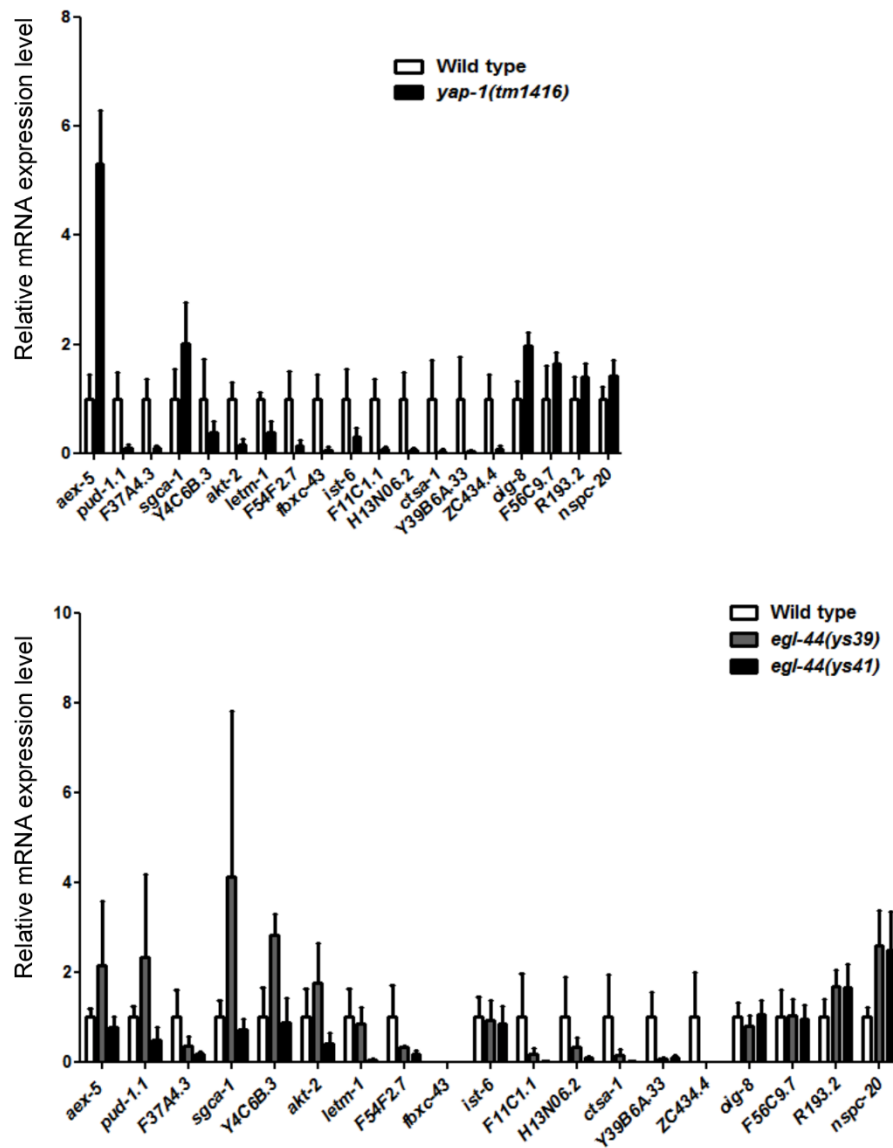 8
6
4
2
0
Relative mRNA expression level
Wild type
yap-1(tm1416)
aex-5
pud-1.1
F37A4.3
sgca-1
Y4C6B.3
akt-2
letm-1
F54F2.7
fbxc-43
ist-6
F11C1.1
H13N06.2
ctsa-1
Y39B6A.33
ZC434.4
oig-8
F56C9.7
R193.2
nspc-20
10
8
6
4
2
0
Relative mRNA expression level
Wild type
egl-44(ys39)
egl-44(ys41)
aex-5
pud-1.1
F37A4.3
sgca-1
Y4C6B.3
akt-2
letm-1
F54F2.7
fbxc-43
ist-6
F11C1.1
H13N06.2
ctsa-1
Y39B6A.33
ZC434.4
oig-8
F56C9.7
R193.2
nspc-20